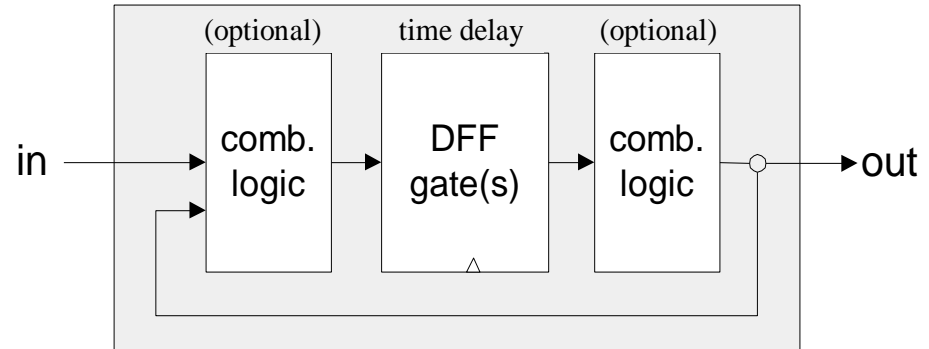 (optional)
time delay
(optional)
in
comb.
logic
DFF
gate(s)
comb.
logic
out